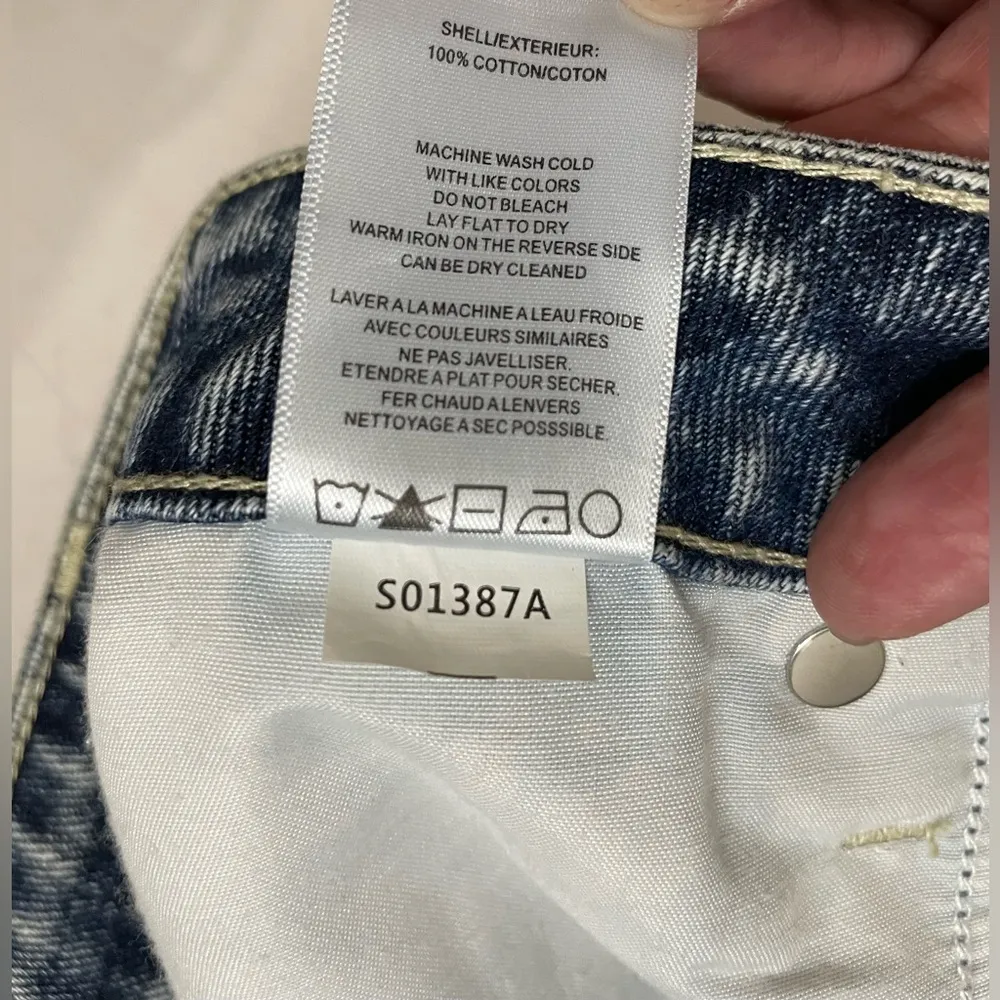 SHELL/EXTERIEUR:
100% COTTON/COTON
MACHINE WASH COLD
WITH LIKE COLORS
DO NOT BLEACH
LAY FLAT TO DRY
WARM IRON ON THE REVERSE SIDE
CAN BE DRY CLEANED
LAVER A LA MACHINE A LEAU FROIDE
AVEC COULEURS SIMILAIRES
NE PAS JAVELLISER.
ETENDRE A PLAT POUR SECHER.
FER CHAUD A LENVERS
NETTOYAGE A SEC POSSSIBLE.
S01387A